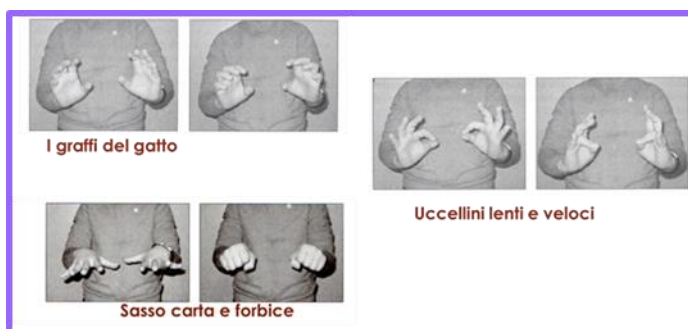 I graffi del gatto
Uccellini lenti e veloci
Sasso carta e forbice